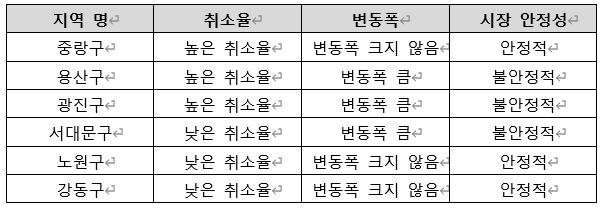 지역 명 취소율 변동폭 시장 안정성
중랑구 높은 취소율 변동폭 크지 않음 안정적
용산구 높은 취소율 변동폭 큼 불안정적
광진구 높은 취소율 변동폭 큼 불안정적
서대문구 낮은 취소율 변동폭 큼 불안정적
노원구 낮은 취소율 변동폭 크지 않음 안정적
강동구 낮은 취소율 변동폭 크지 않음 안정적